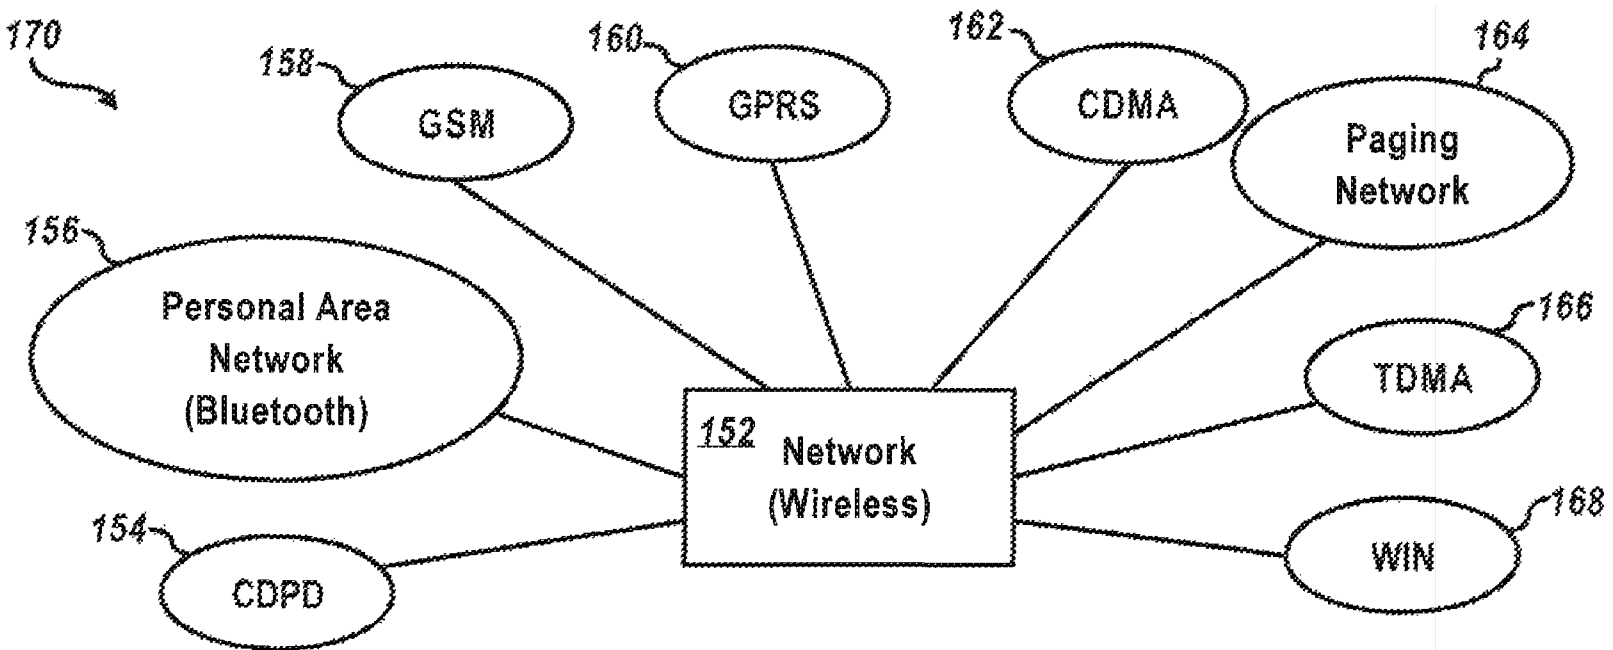 170
158
GSM
160
GPRS
162
CDMA
164
Paging
Network
156
Personal Area
Network
(Bluetooth)
152
Network
(Wireless)
166
TDMA
154
CDPD
168
WIN